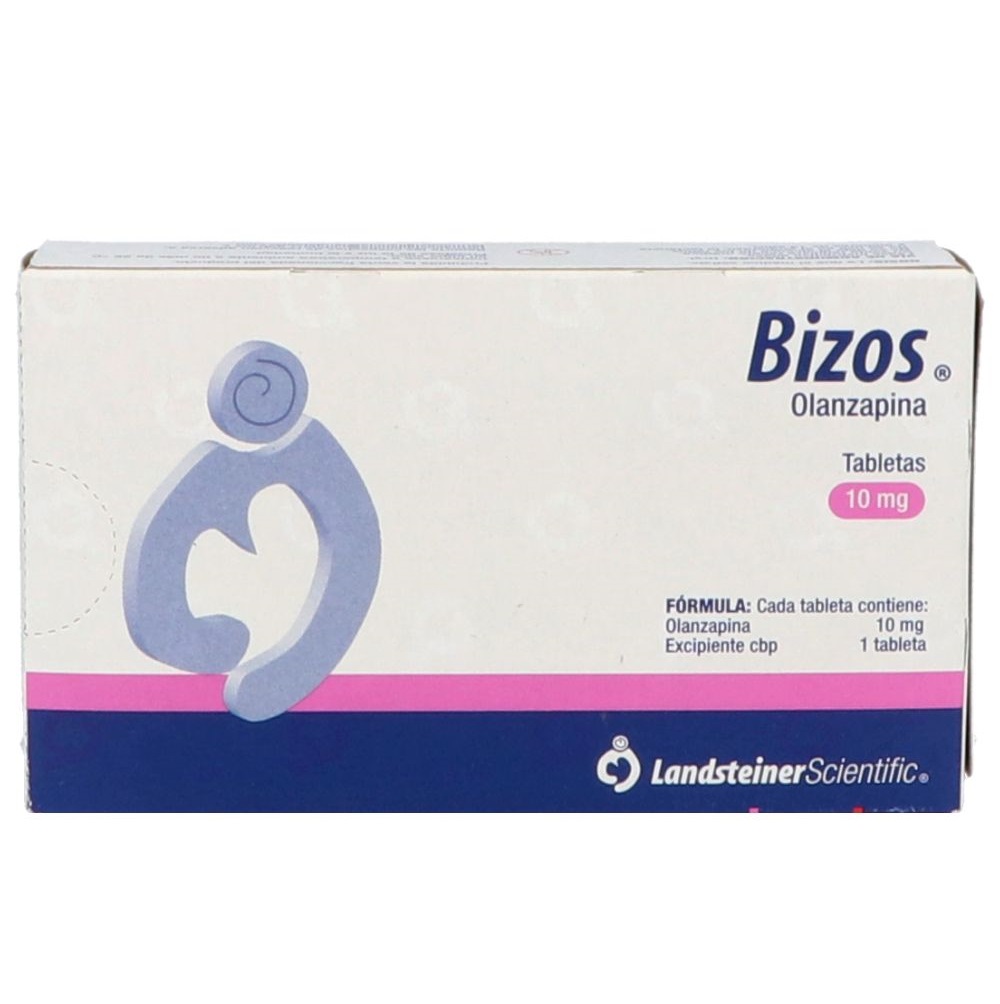 Bizos®
Olanzapina
Tabletas
10 mg
FÓRMULA: Cada tableta contiene:
Olanzapina 10 mg
Excipiente cbp 1 tableta
LandsteinerScientific®